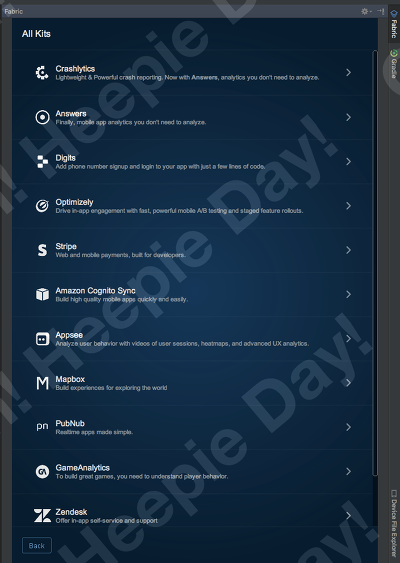 Fabric
All Kits
Crashlytics
Lightweight & Powerful crash reporting. Now with Answers, analytics you don't need to analyze.
Answers
Finally, mobile app analytics you don't need to analyze.
Digits
Add phone number signup and login to your app with just a few lines of code.
Optimizely
Drive in-app engagement with fast, powerful mobile A/B testing and staged feature rollouts.
Stripe
Web and mobile payments, built for developers.
Amazon Cognito Sync
Build high quality mobile apps quickly and easily.
Appsee
Analyze user behavior with videos of user sessions, heatmaps, and advanced UX analytics.
Mapbox
Build experiences for exploring the world
pn
PubNub
Realtime apps made simple.
GameAnalytics
To build great games, you need to understand player behavior.
Zendesk
Offer in-app self-service and support
Back
Fabric
Gradle
Device File Explorer
Heepie Day!
Heepie Day!
Heepie Day!